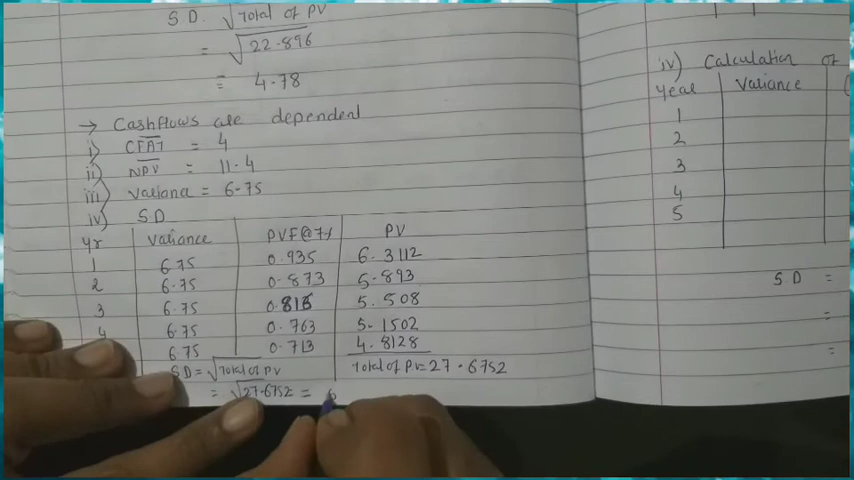 S.D. √Total of PV
= √22.896
= 4.78
→ Cashflows are dependent
i) CFAT = 4
ii) NPV = 11.4
iii) variana = 6.75
iv) S.D
Yr Variance PVF@7% PV
1 6.75 0.935 6.3112
2 6.75 0.873 5.893
3 6.75 0.816 5.508
4 6.75 0.763 5.1502
6.75 0.713 4.8128
SD = √Total of PV Total of PV = 27.6752
= √27.6752 =
iv) Calculation of
Year Variance
1
2
3
4
5
S.D =
=
=